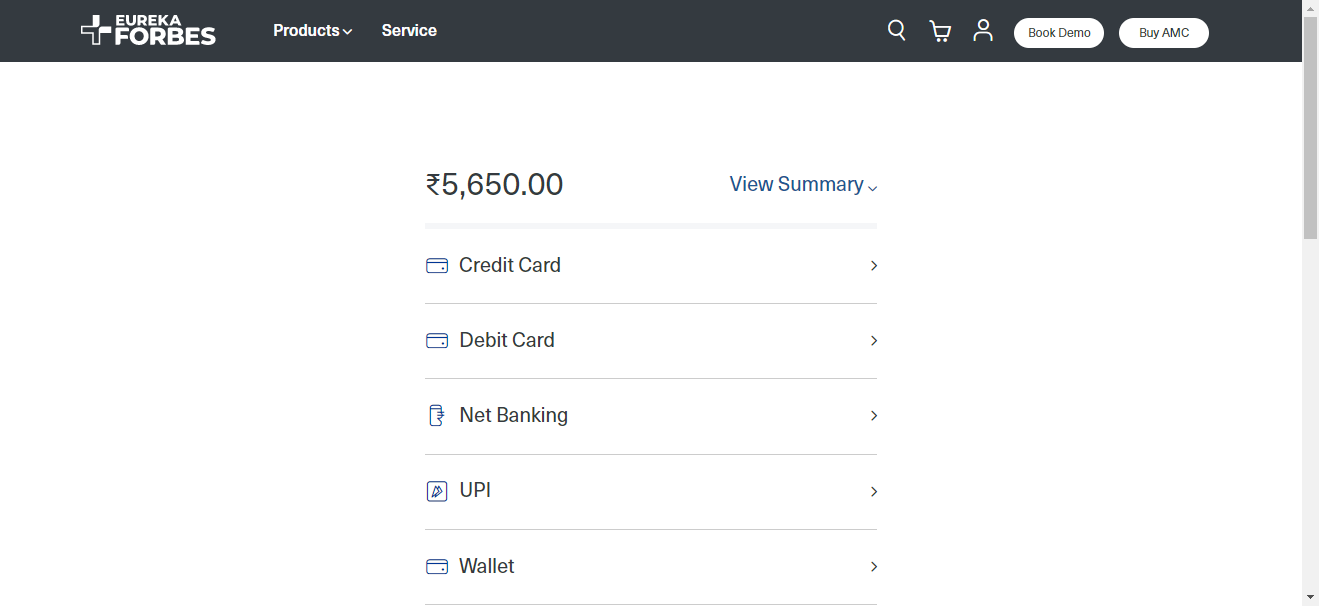 EUREKA
FORBES
Products
Service
Book Demo
Buy AMC
₹5,650.00
View Summary
Credit Card
Debit Card
Net Banking
UPI
Wallet